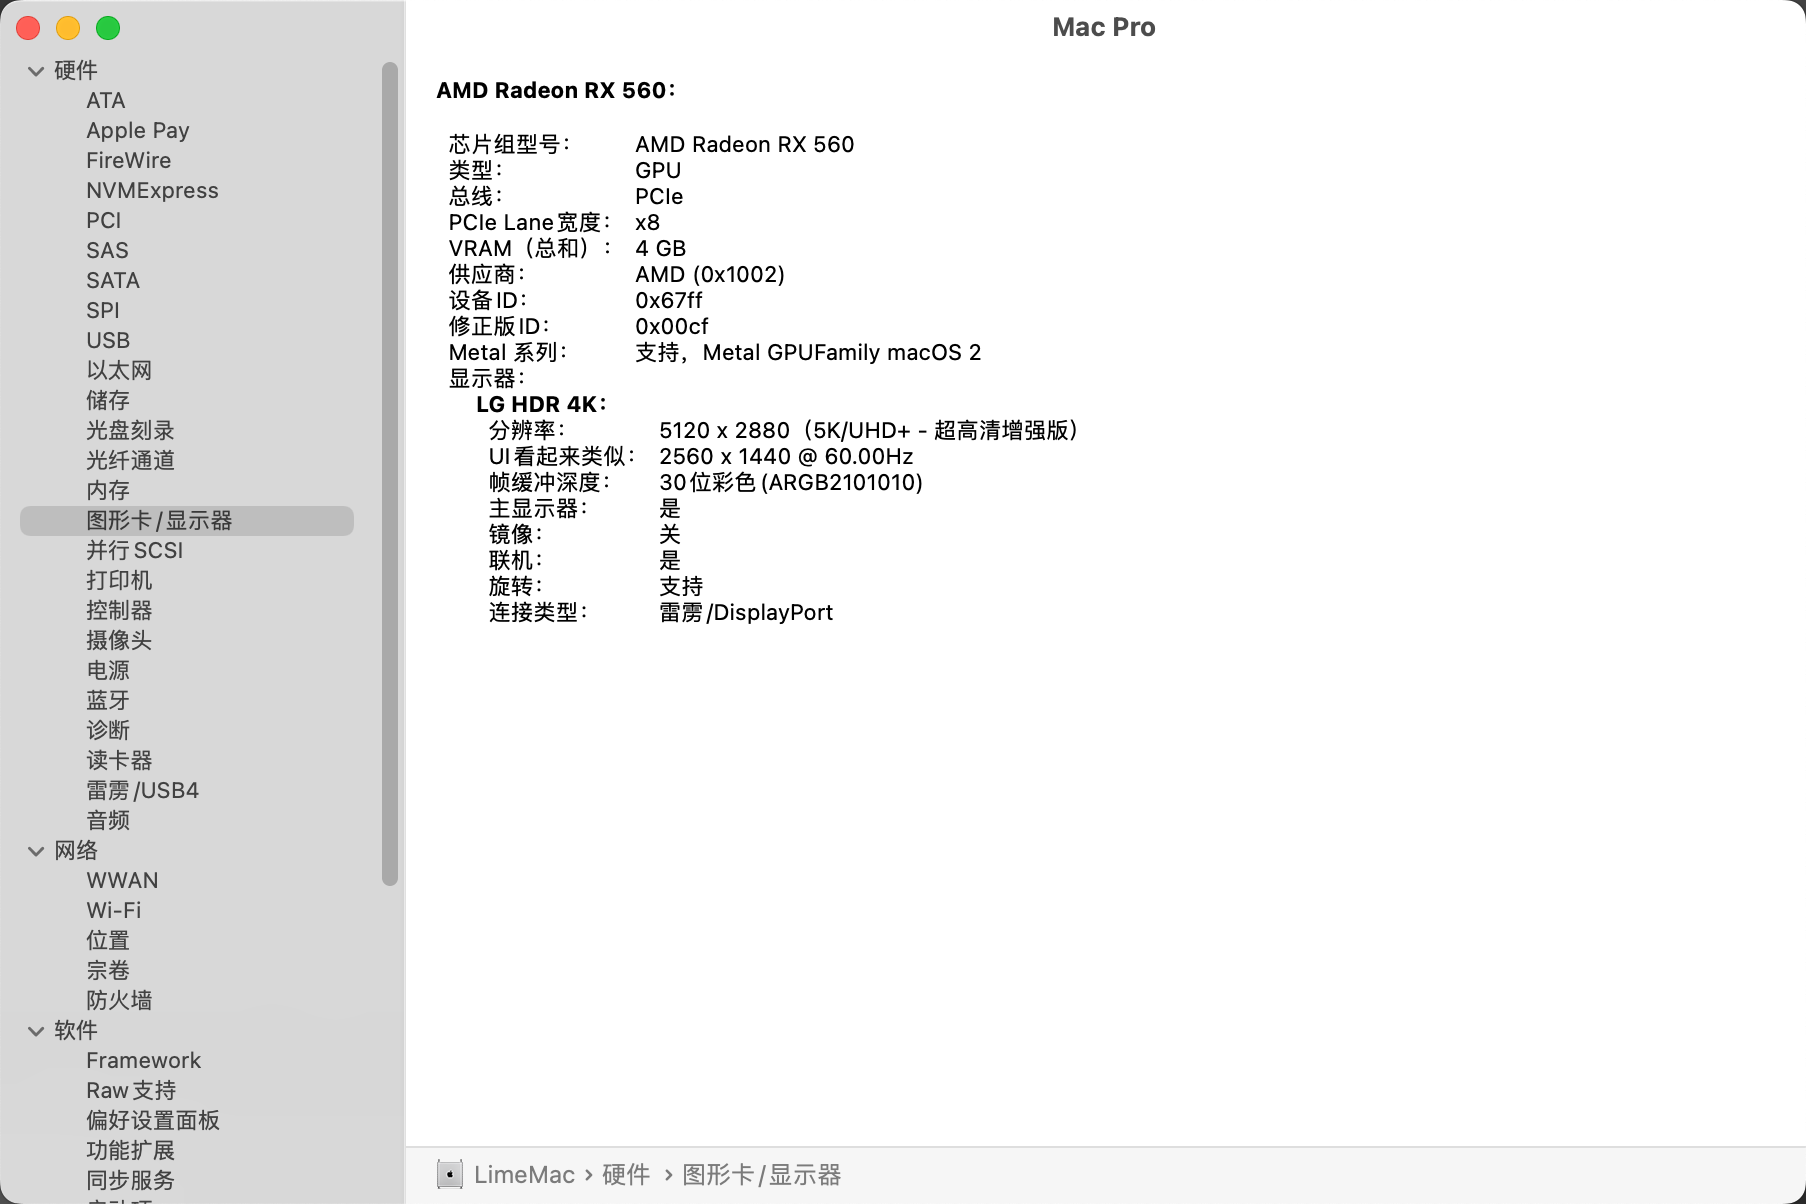 Mac Pro
硬件
ATA
Apple Pay
FireWire
NVMExpress
PCI
SAS
SATA
SPI
USB
以太网
储存
光盘刻录
光纤通道
内存
图形卡/显示器
并行SCSI
打印机
控制器
摄像头
电源
蓝牙
诊断
读卡器
雷雳/USB4
音频
网络
WWAN
Wi-Fi
位置
宗卷
防火墙
软件
Framework
Raw支持
偏好设置面板
功能扩展
同步服务
AMD Radeon RX 560：
芯片组型号： AMD Radeon RX 560
类型： GPU
总线： PCIe
PCIe Lane宽度： x8
VRAM（总和）： 4 GB
供应商： AMD (0x1002)
设备ID： 0x67ff
修正版ID： 0x00cf
Metal 系列： 支持，Metal GPUFamily macOS 2
显示器：
LG HDR 4K：
分辨率： 5120 x 2880（5K/UHD+ - 超高清增强版）
UI看起来类似： 2560 x 1440 @ 60.00Hz
帧缓冲深度： 30位彩色(ARGB2101010)
主显示器： 是
镜像： 关
联机： 是
旋转： 支持
连接类型： 雷雳/DisplayPort
LimeMac › 硬件 › 图形卡/显示器